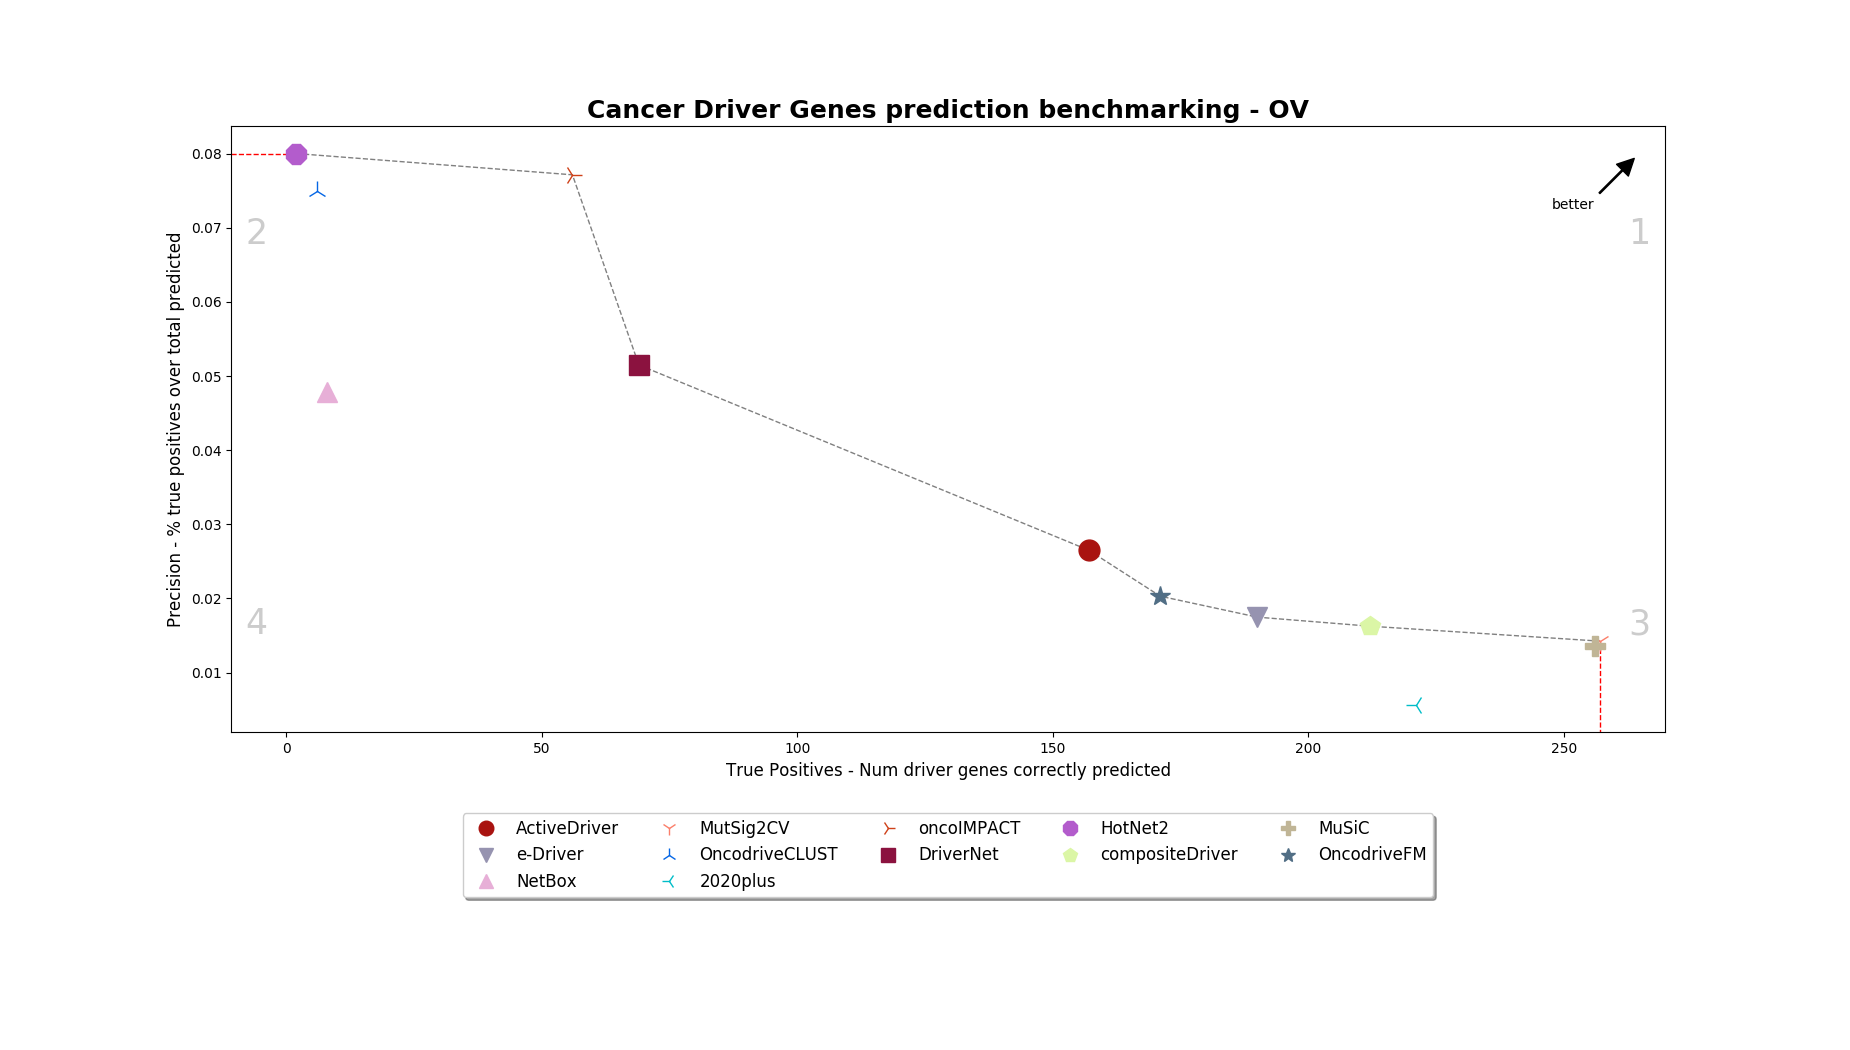 Cancer Driver Genes prediction benchmarking - OV
0.08
0.07
0.06
0.05
0.04
0.03
0.02
0.01
Precision - % true positives over total predicted
2
1
4
3
better
0
50
100
150
200
250
True Positives - Num driver genes correctly predicted
ActiveDriver MutSig2CV oncoIMPACT HotNet2 MuSiC
e-Driver OncodriveCLUST DriverNet compositeDriver OncodriveFM
NetBox 2020plus